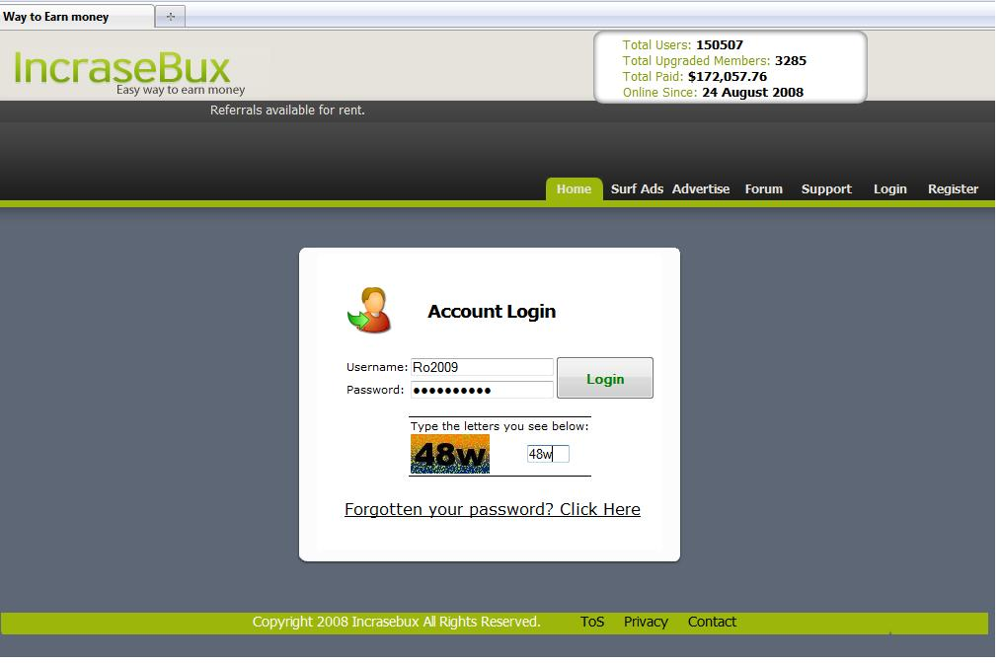 Way to Earn money
IncraseBux
Easy way to earn money
Total Users: 150507
Total Upgraded Members: 3285
Total Paid: $172,057.76
Online Since: 24 August 2008
Referrals available for rent.
Home Surf Ads Advertise Forum Support Login Register
Account Login
Username: Ro2009
Login
Password: ●●●●●●●●●●
Type the letters you see below:
48w 48w
Forgotten your password? Click Here
Copyright 2008 Incrasebux All Rights Reserved. ToS Privacy Contact